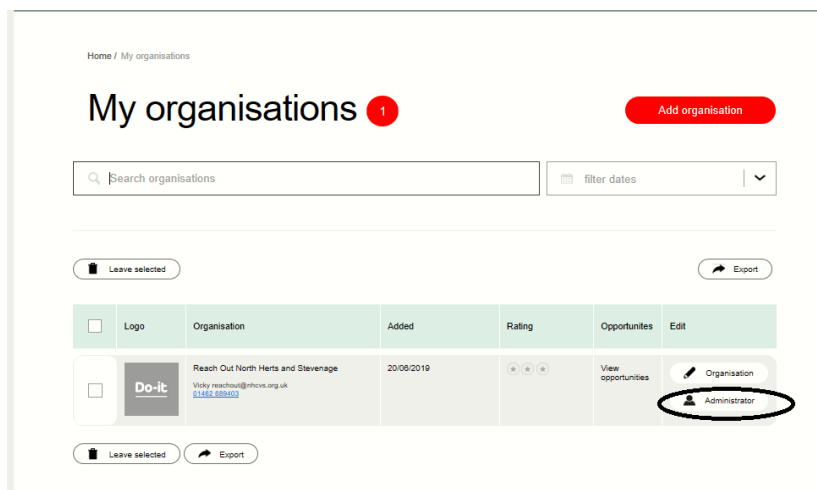 Home / My organisations
My organisations 1
Add organisation
Search organisations
filter dates
Leave selected
Export
Logo Organisation Added Rating Opportunites Edit
Do-it Reach Out North Herts and Stevenage 20/06/2019 View opportunities Organisation
Vicky reachout@nhcvs.org.uk
01462 689403
Administrator
Leave selected Export